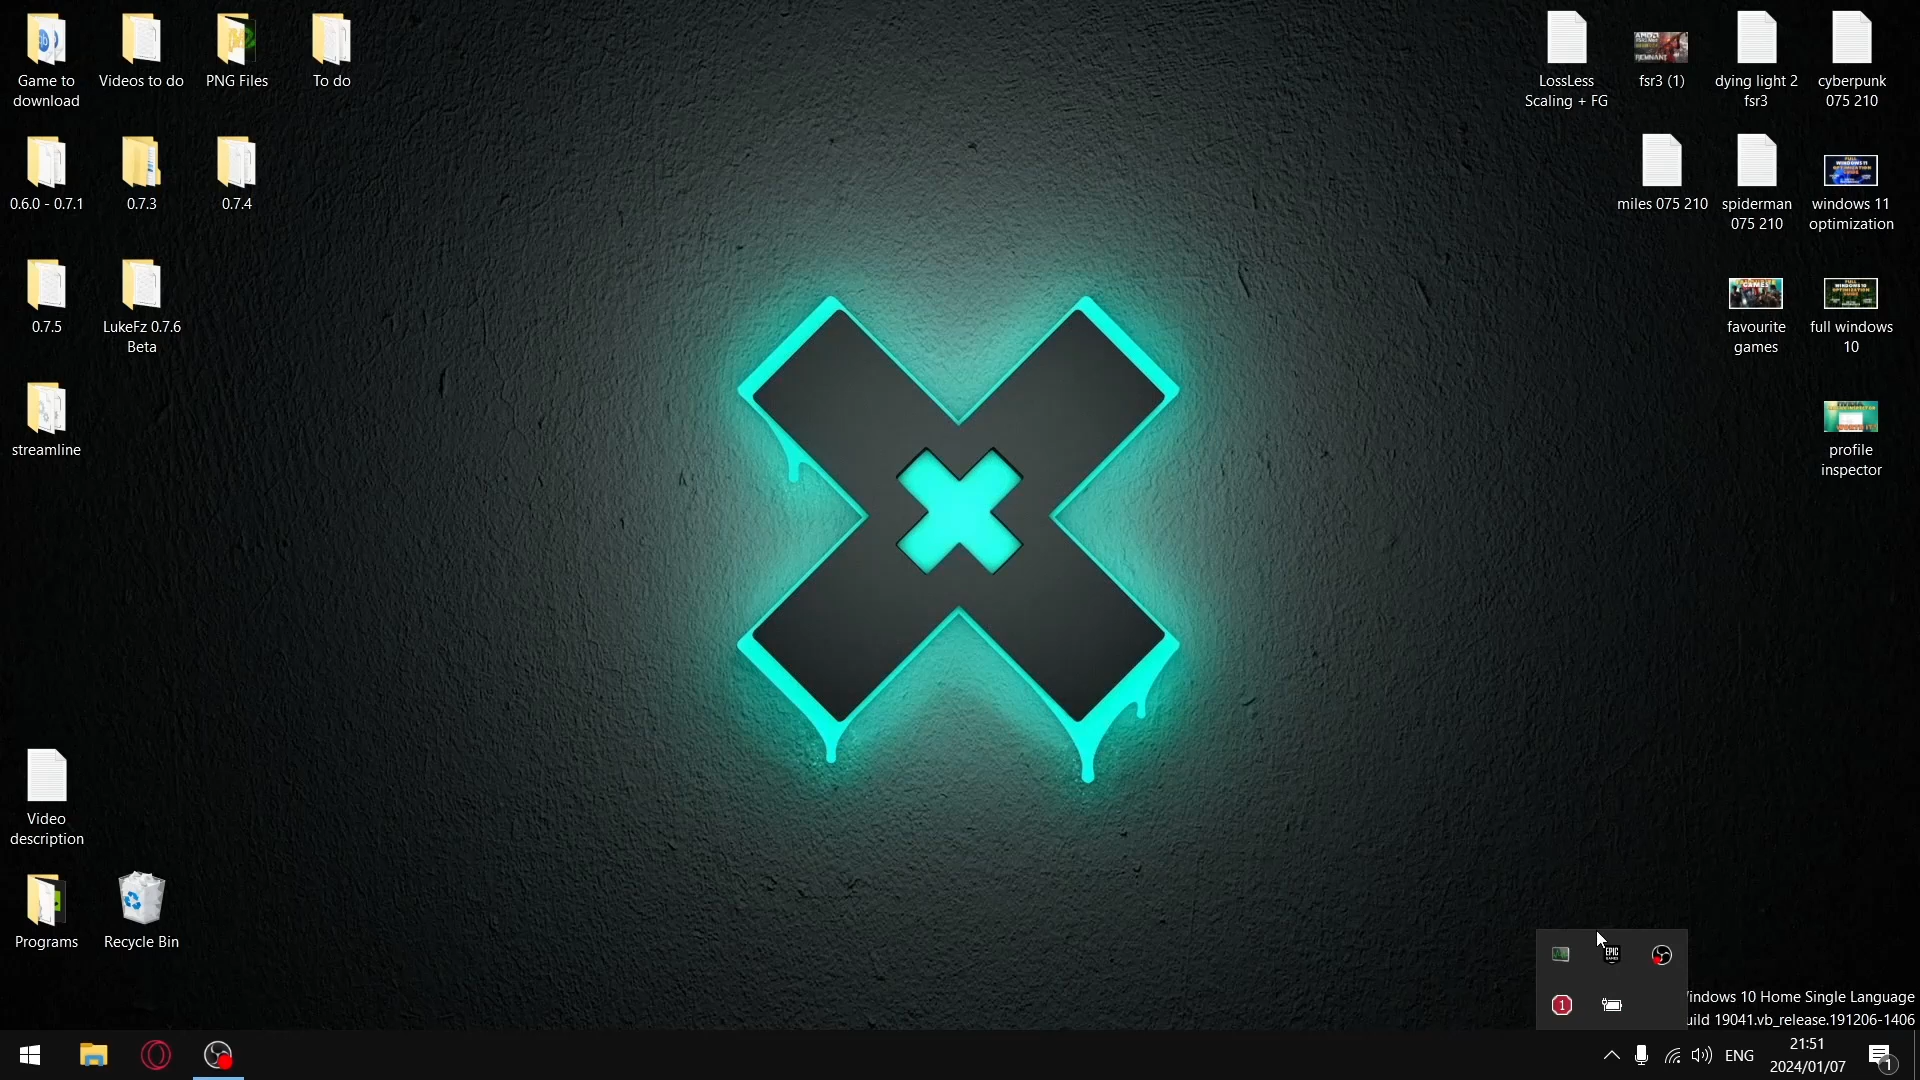 Game to
download
Videos to do
PNG Files
To do
LossLess
Scaling + FG
fsr3 (1)
dying light 2
fsr3
cyberpunk
075 210
0.6.0 - 0.7.1
0.7.3
0.7.4
miles 075 210
spiderman
075 210
windows 11
optimization
0.7.5
LukeFz 0.7.6
Beta
favourite
games
full windows
10
streamline
profile
inspector
Video
description
Programs
Recycle Bin
EPIC
GAMES
1
indows 10 Home Single Language
uild 19041.vb_release.191206-1406
ENG
21:51
2024/01/07
1